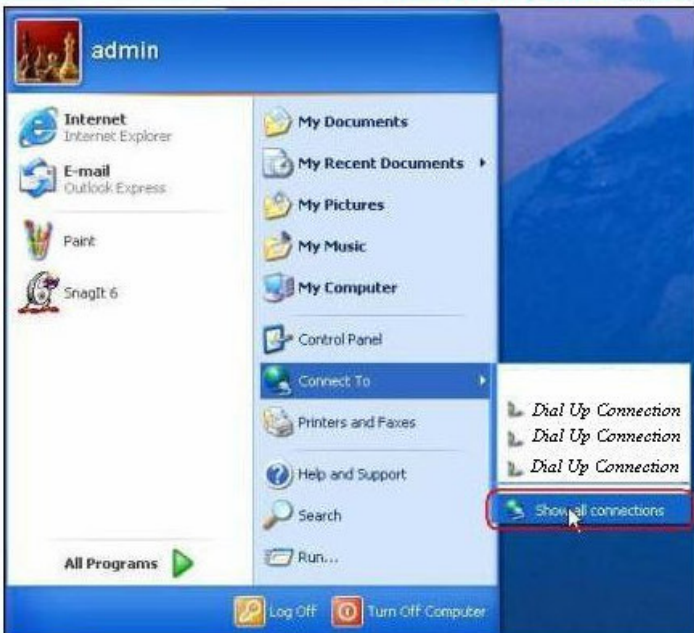 admin
Internet
Internet Explorer
E-mail
Outlook Express
Paint
SnagIt 6
All Programs
My Documents
My Recent Documents
My Pictures
My Music
My Computer
Control Panel
Connect To
Printers and Faxes
Help and Support
Search
Run...
Dial Up Connection
Dial Up Connection
Dial Up Connection
Show all connections
Log Off
Turn Off Computer